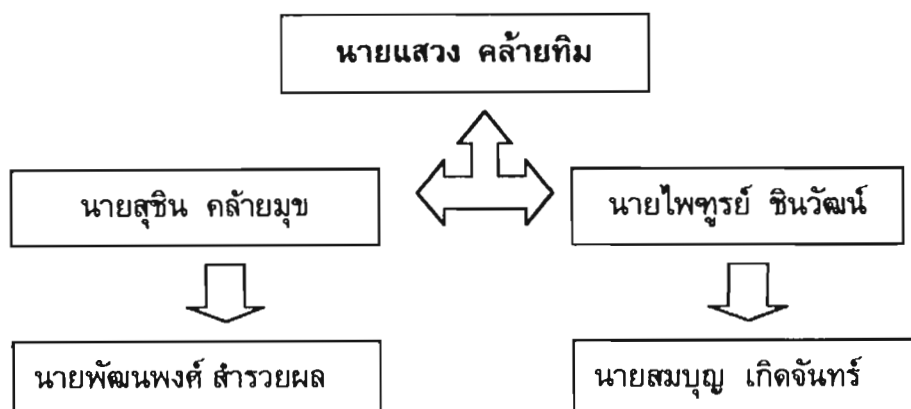 นายแสวง คล้ายทิม
นายสุชิน คล้ายมุข
นายไพฑูรย์ ชินวัฒน์
นายพัฒนพงศ์ สำรวยผล
นายสมบุญ เกิดจันทร์